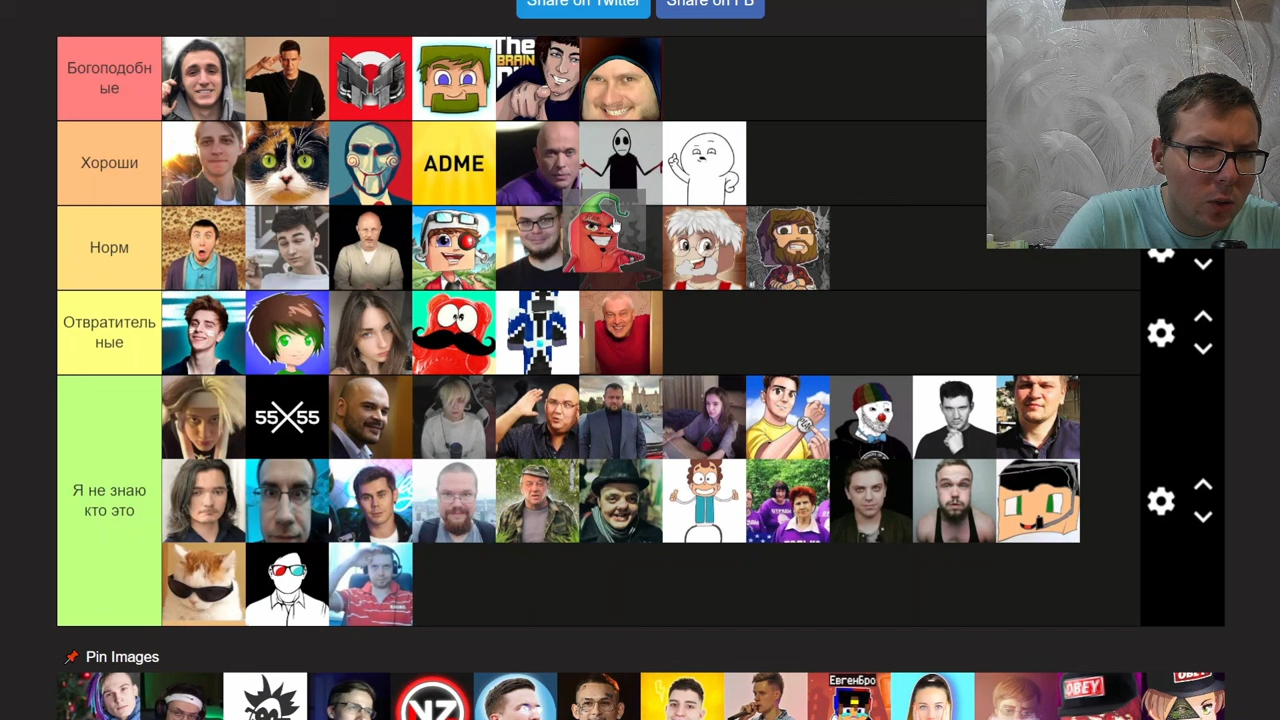 Share on Twitter
Share on FB
Богоподобн
ые
The
BRAIN
Хороши
ADME
Норм
Отвратитель
ные
Я не знаю
кто это
55X55
Pin Images
Евгенбро
OBEY
OBEY